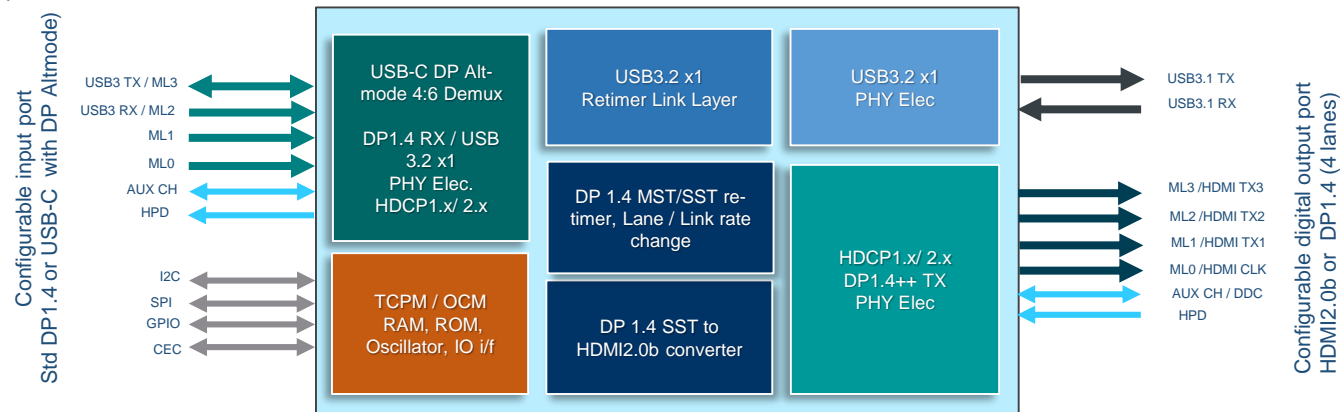 Configurable input port
Std DP1.4 or USB-C with DP Altmode)
USB3 TX / ML3
USB3 RX / ML2
ML1
ML0
AUX CH
HPD
I2C
SPI
GPIO
CEC
USB-C DP Alt-
mode 4:6 Demux
DP1.4 RX / USB
3.2 x1
PHY Elec.
HDCP1.x/ 2.x
TCPM / OCM
RAM, ROM,
Oscillator, IO i/f
USB3.2 x1
Retimer Link Layer
DP 1.4 MST/SST re-
timer, Lane / Link rate
change
DP 1.4 SST to
HDMI2.0b converter
USB3.2 x1
PHY Elec
HDCP1.x/ 2.x
DP1.4++ TX
PHY Elec
USB3.1 TX
USB3.1 RX
ML3 /HDMI TX3
ML2 /HDMI TX2
ML1 /HDMI TX1
ML0 /HDMI CLK
AUX CH / DDC
HPD
Configurable digital output port
HDMI2.0b or DP1.4 (4 lanes)